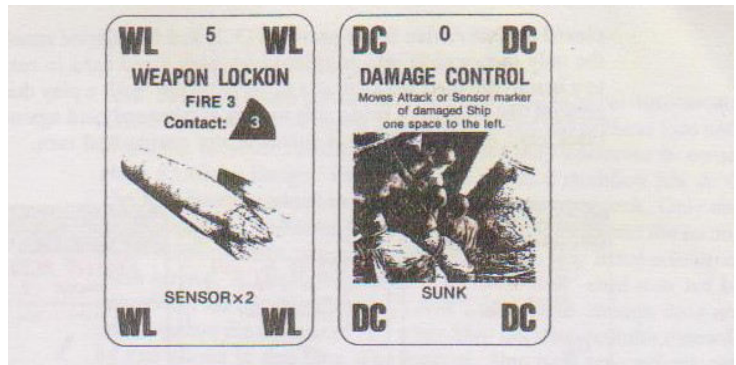 WL 5 WL
WEAPON LOCKON
FIRE 3
Contact: 3
SENSOR×2
WL WL
DC 0 DC
DAMAGE CONTROL
Moves Attack or Sensor marker
of damaged Ship
one space to the left.
SUNK
DC DC